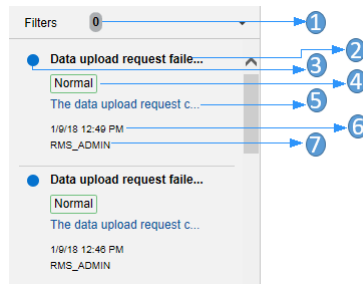 Filters 0 1
Data upload request faile... 2
3
Normal 4
The data upload request c... 5
1/9/18 12:49 PM 6
RMS_ADMIN 7
Data upload request faile...
Normal
The data upload request c...
1/9/18 12:46 PM
RMS_ADMIN